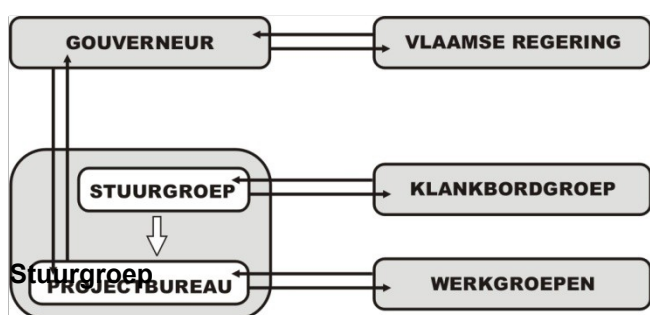 GOUVERNEUR
VLAAMSE REGERING
STUURGROEP
KLANKBORDGROEP
Stuurgroep
PROJECTBUREAU
WERKGROEPEN